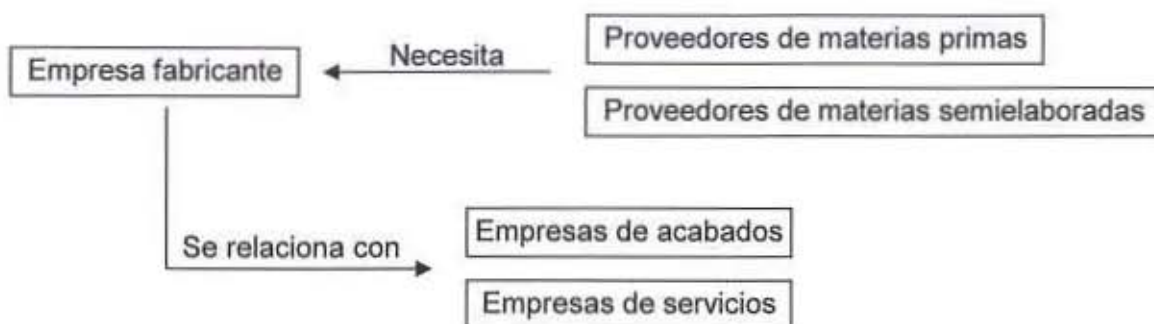 Proveedores de materias primas
Necesita
Empresa fabricante
Proveedores de materias semielaboradas
Empresas de acabados
Se relaciona con
Empresas de servicios